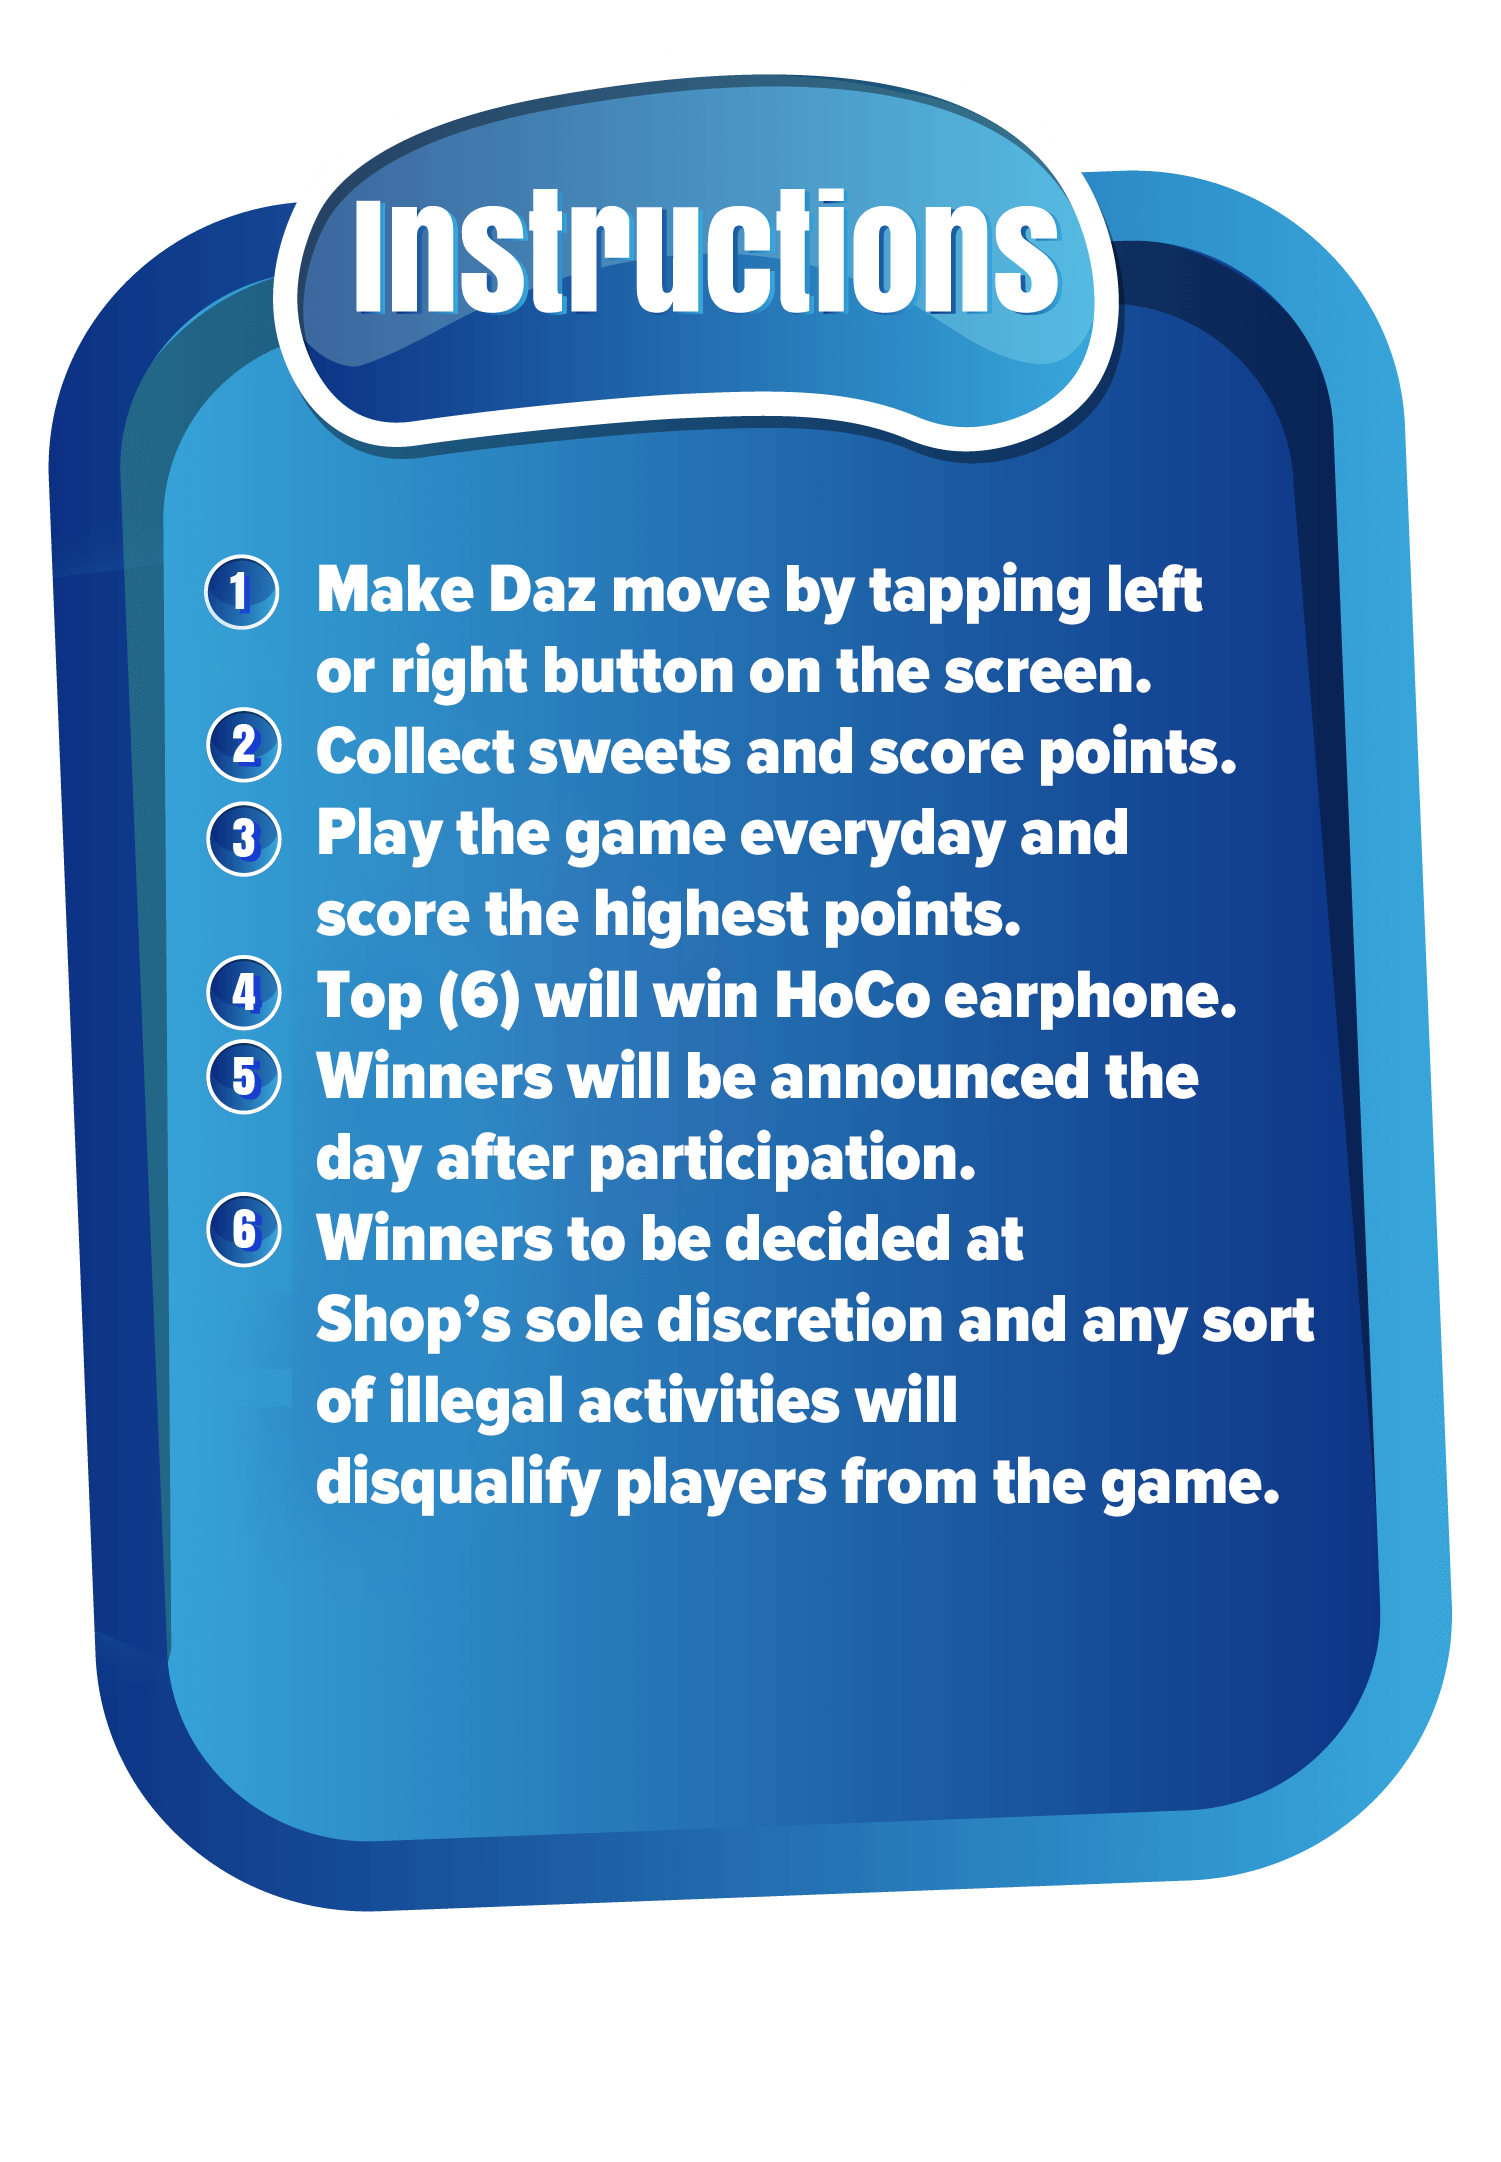 Instructions
1 Make Daz move by tapping left
or right button on the screen.
2 Collect sweets and score points.
3 Play the game everyday and
score the highest points.
4 Top (6) will win HoCo earphone.
5 Winners will be announced the
day after participation.
6 Winners to be decided at
Shop’s sole discretion and any sort
of illegal activities will
disqualify players from the game.